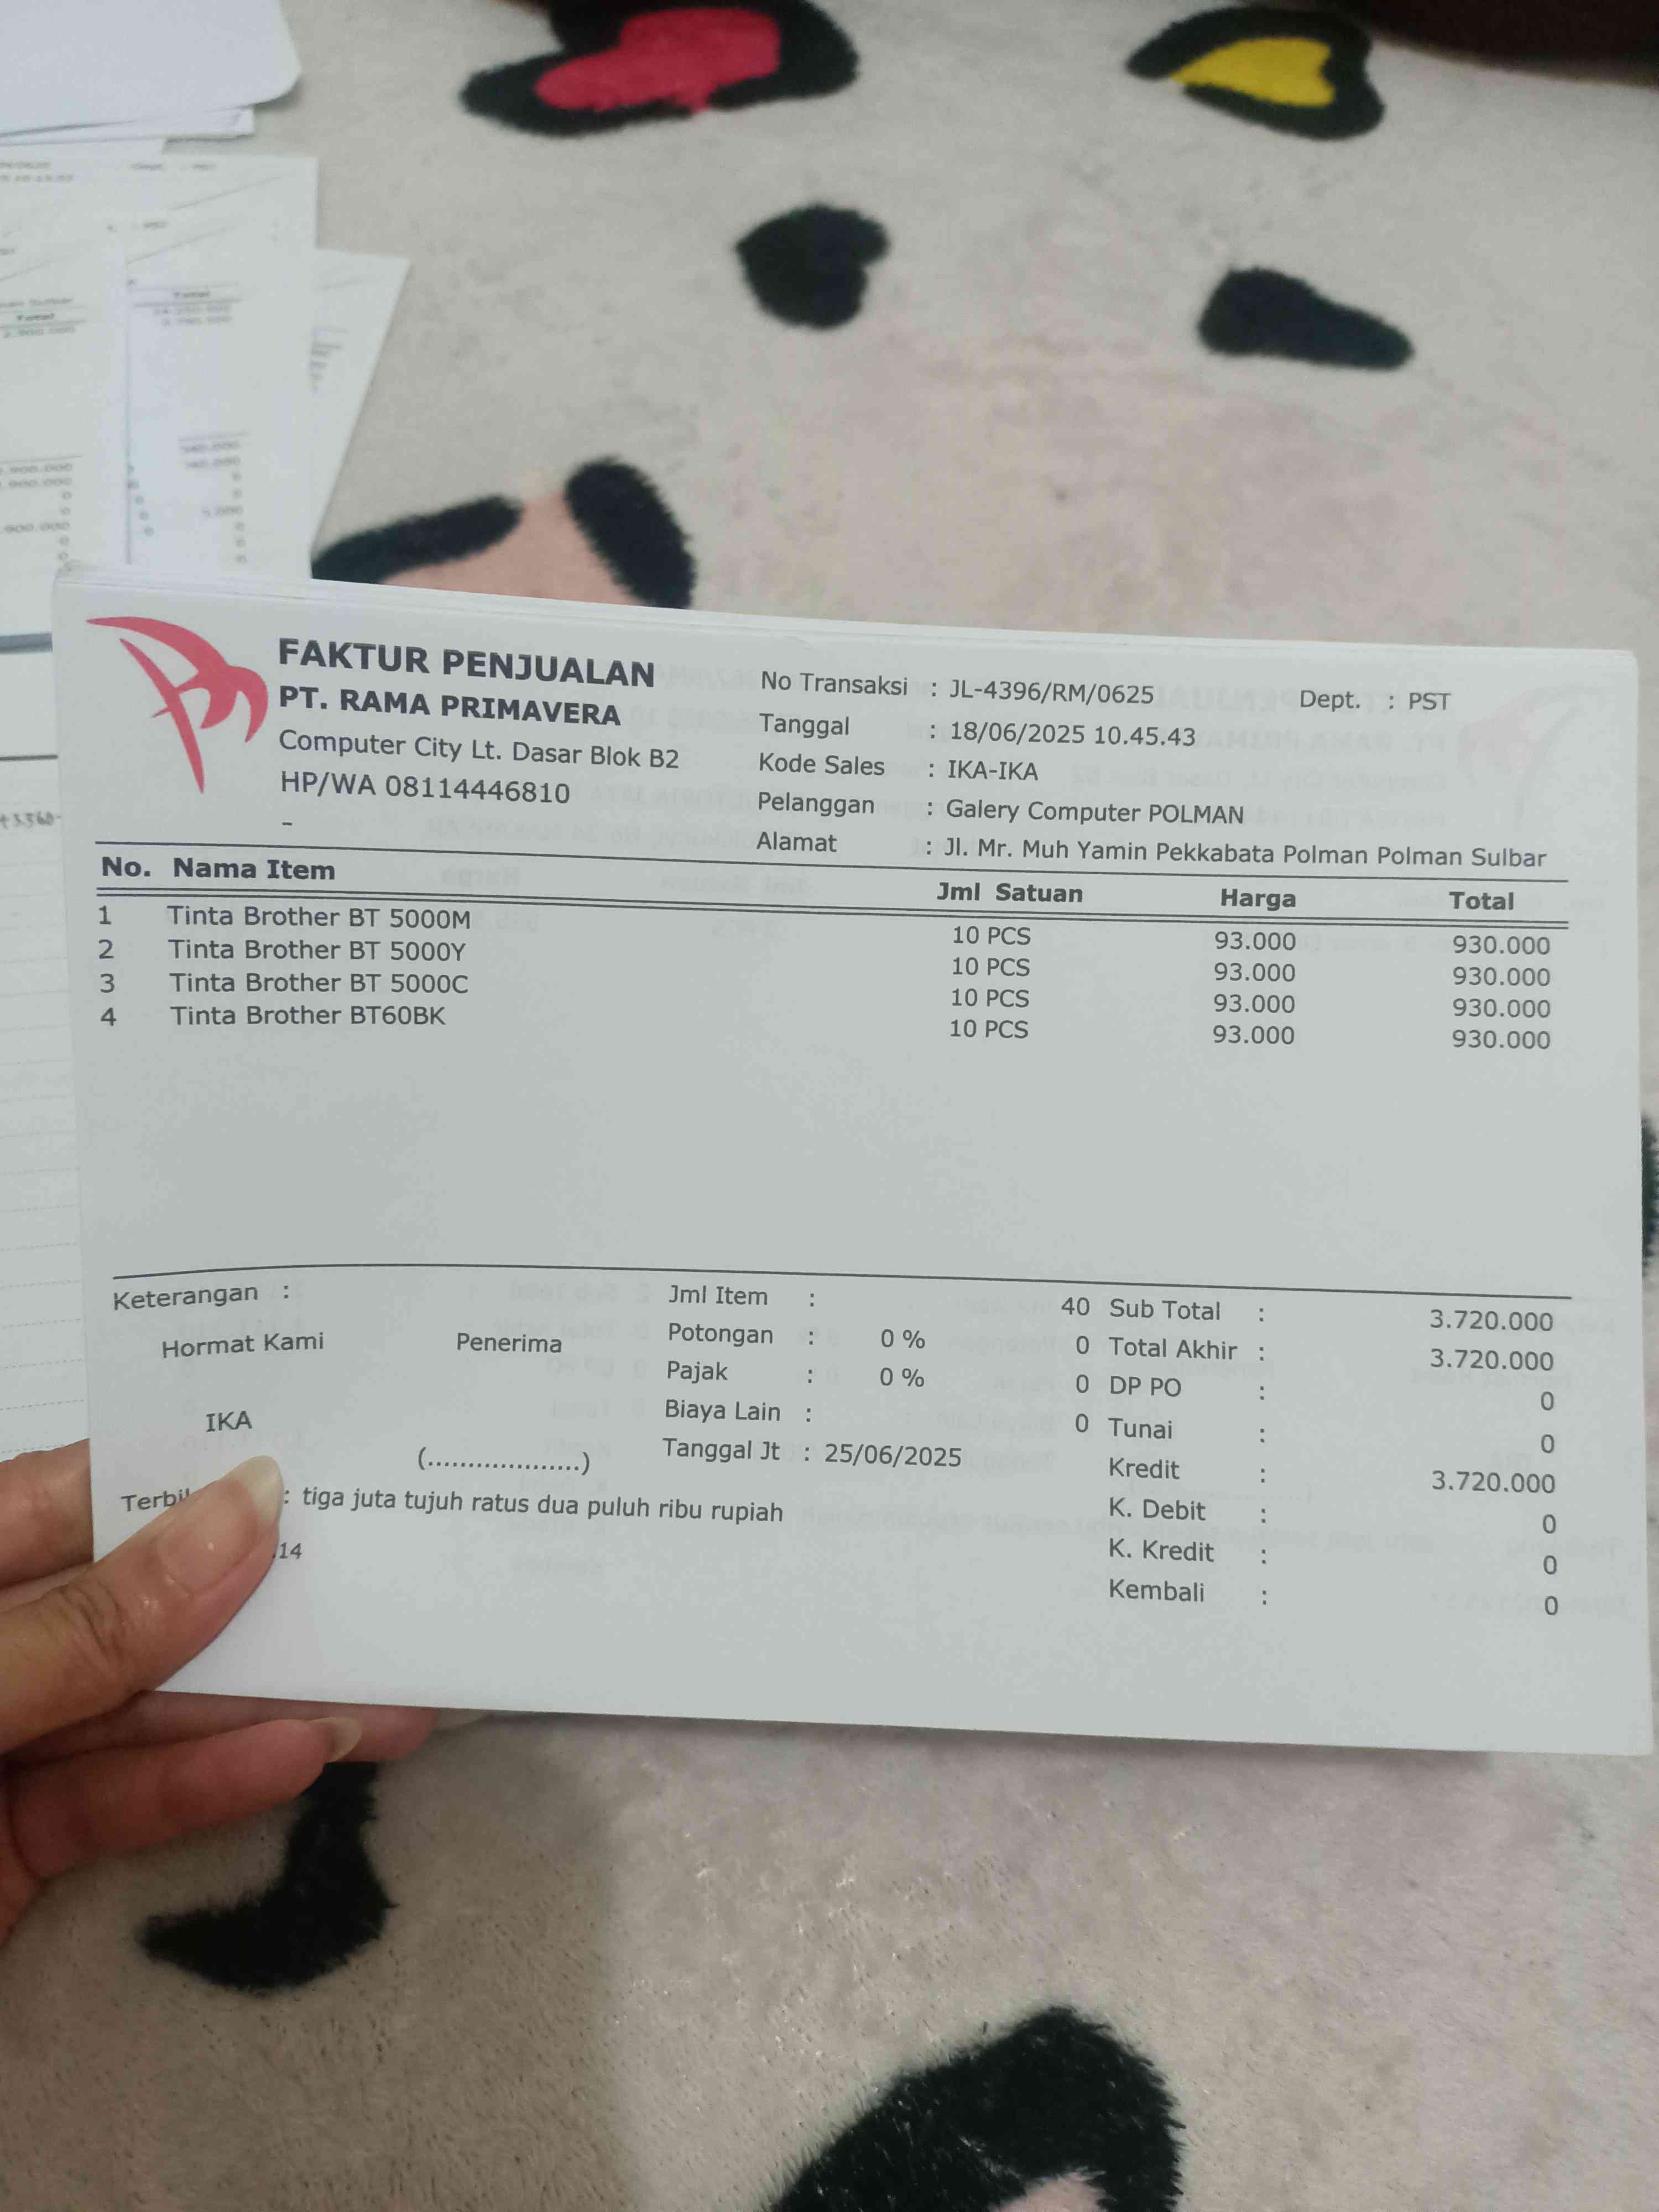 FAKTUR PENJUALAN
PT. RAMA PRIMAVERA
Computer City Lt. Dasar Blok B2
HP/WA 08114446810
-
No Transaksi : JL-4396/RM/0625 Dept. : PST
Tanggal : 18/06/2025 10.45.43
Kode Sales : IKA-IKA
Pelanggan : Galery Computer POLMAN
Alamat : Jl. Mr. Muh Yamin Pekkabata Polman Polman Sulbar
No. Nama Item Jml Satuan Harga Total
1 Tinta Brother BT 5000M 10 PCS 93.000 930.000
2 Tinta Brother BT 5000Y 10 PCS 93.000 930.000
3 Tinta Brother BT 5000C 10 PCS 93.000 930.000
4 Tinta Brother BT60BK 10 PCS 93.000 930.000
Keterangan :
Hormat Kami Penerima
IKA
(...................)
Jml Item : 40
Potongan : 0 % 0
Pajak : 0 % 0
Biaya Lain : 0
Tanggal Jt : 25/06/2025
Sub Total : 3.720.000
Total Akhir : 3.720.000
DP PO : 0
Tunai : 0
Kredit : 3.720.000
K. Debit : 0
K. Kredit : 0
Kembali : 0
: tiga juta tujuh ratus dua puluh ribu rupiah
.14
Total
Total